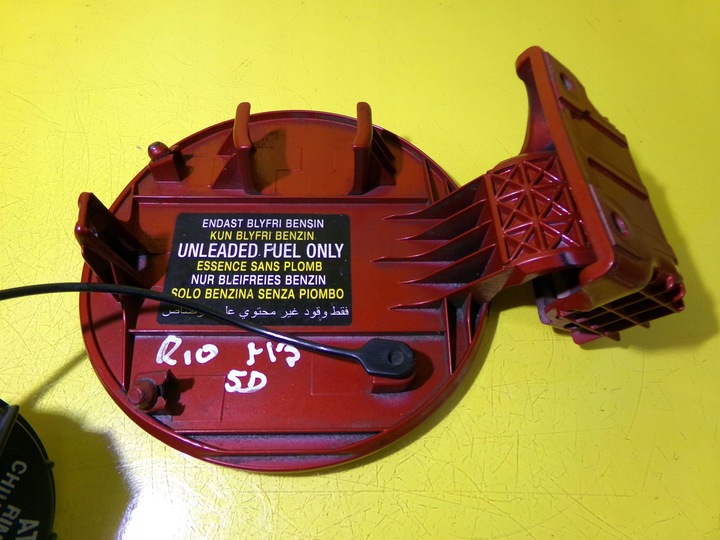 ENDAST BLYFRI BENSIN
KUN BLYFRI BENZIN
UNLEADED FUEL ONLY
ESSENCE SANS PLOMB
NUR BLEIFREIES BENZIN
SOLO BENZINA SENZA PIOMBO
فقط وقود غير محتوي
RIO
5D